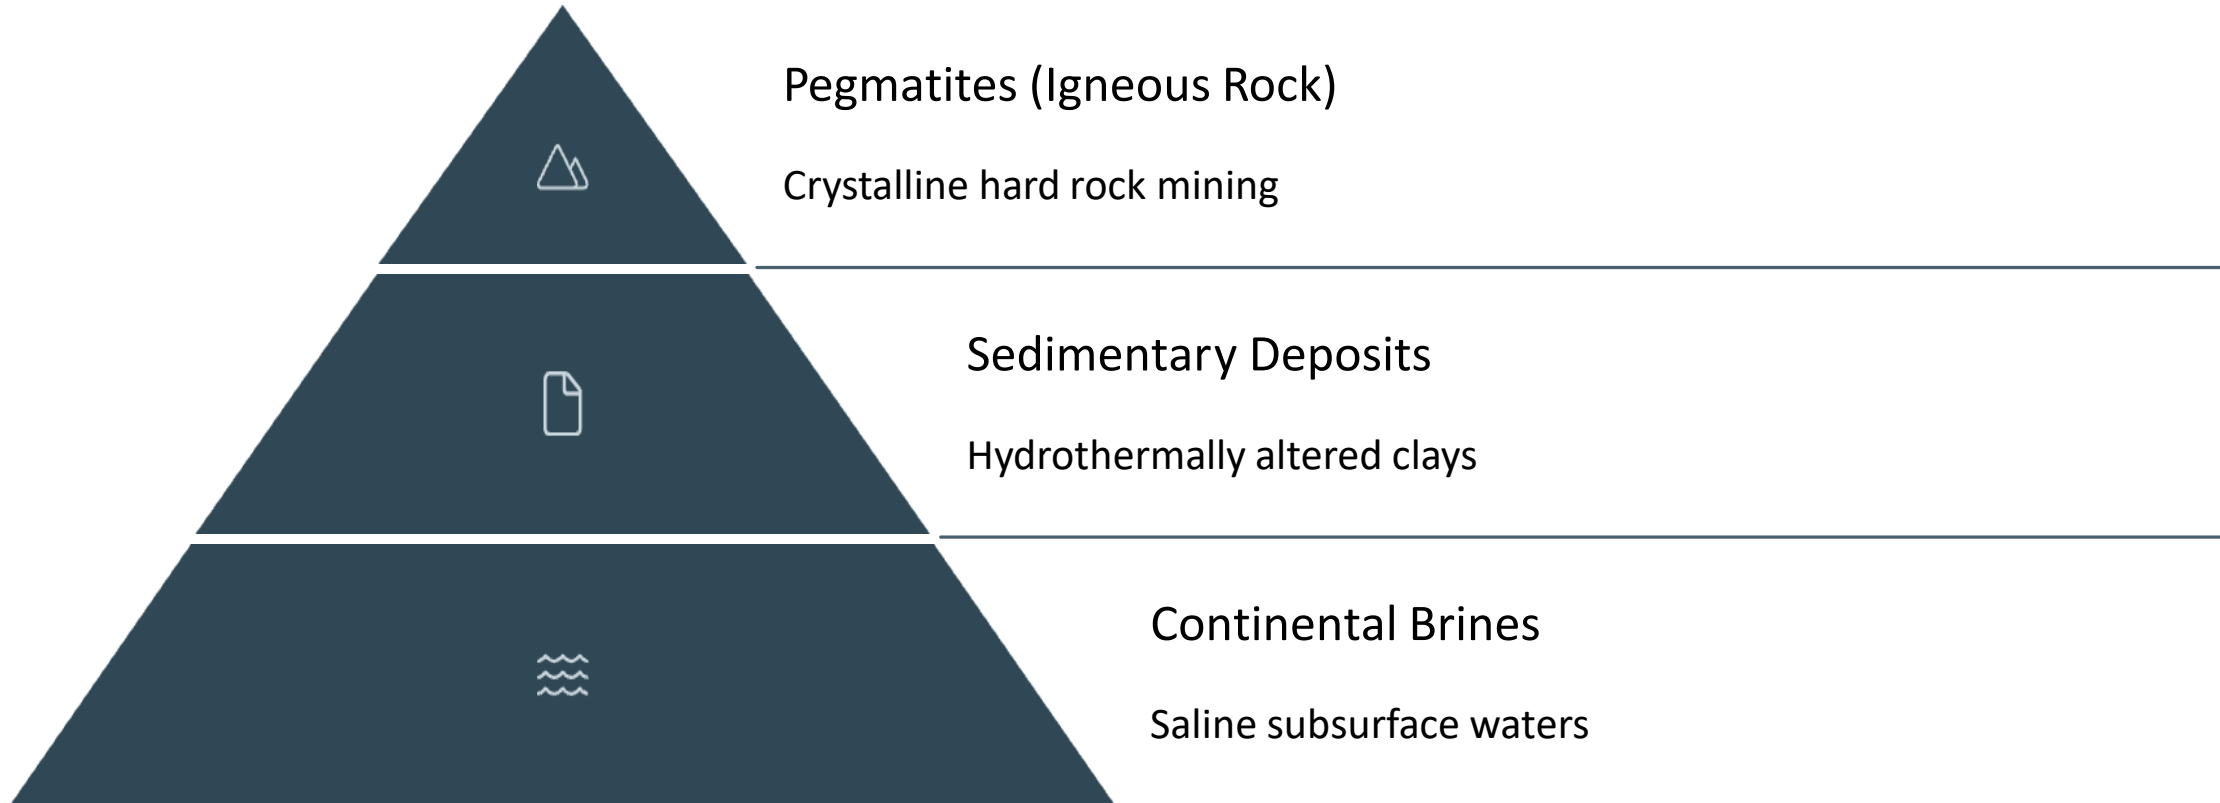 Pegmatites (Igneous Rock)
Crystalline hard rock mining
Sedimentary Deposits
Hydrothermally altered clays
Continental Brines
Saline subsurface waters